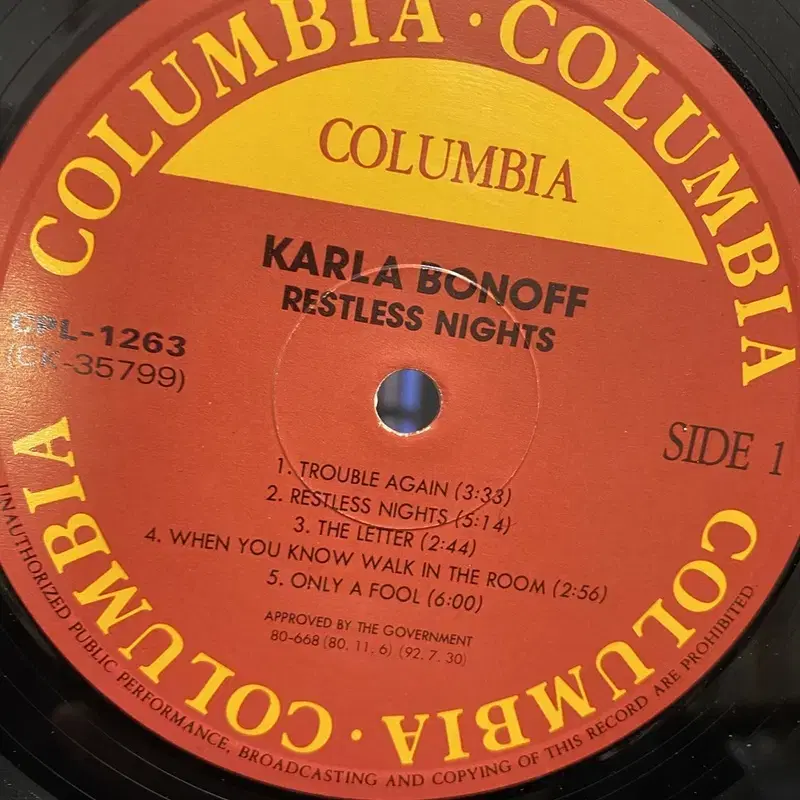 COLUMBIA · COLUMBIA
COLUMBIA
KARLA BONOFF
RESTLESS NIGHTS
CPL-1263
(CK-35799)
SIDE 1
1. TROUBLE AGAIN (3:33)
2. RESTLESS NIGHTS (5:14)
3. THE LETTER (2:44)
4. WHEN YOU KNOW WALK IN THE ROOM (2:56)
5. ONLY A FOOL (6:00)
APPROVED BY THE GOVERNMENT
80-668 (80. 11. 6) (92. 7. 30)
COLUMBIA · COLUMBIA
UNAUTHORIZED PUBLIC PERFORMANCE, BROADCASTING AND COPYING OF THIS RECORD ARE PROHIBITED.